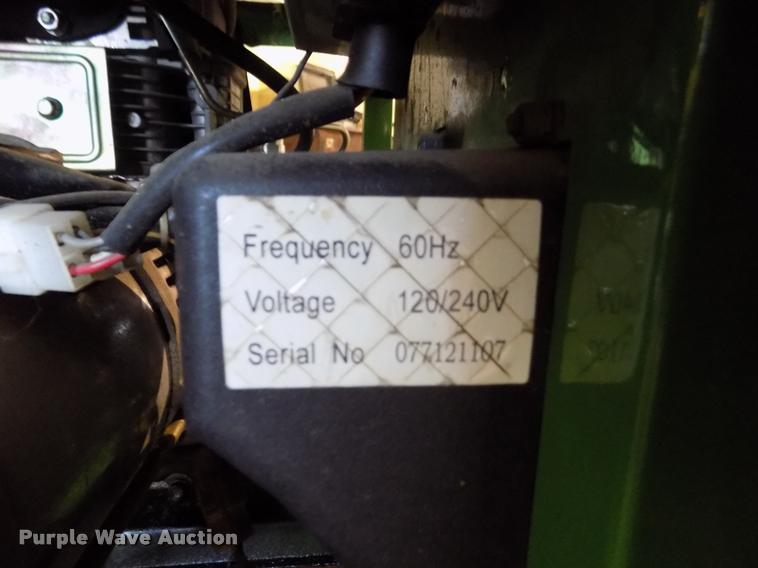 Frequency 60Hz
Voltage 120/240V
Serial No 077121107
Purple Wave Auction